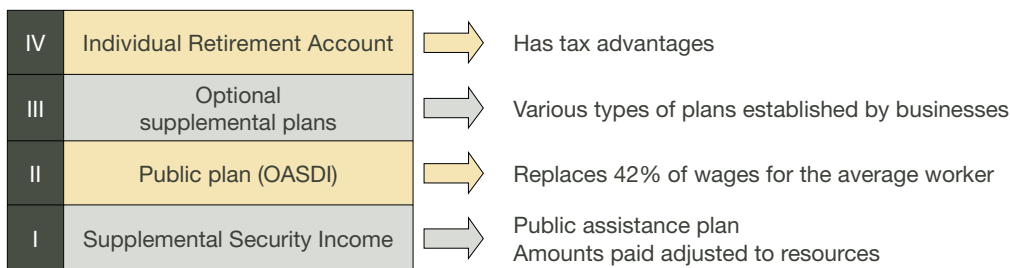 IV
Individual Retirement Account
Has tax advantages
III
Optional
supplemental plans
Various types of plans established by businesses
II
Public plan (OASDI)
Replaces 42% of wages for the average worker
I
Supplemental Security Income
Public assistance plan
Amounts paid adjusted to resources